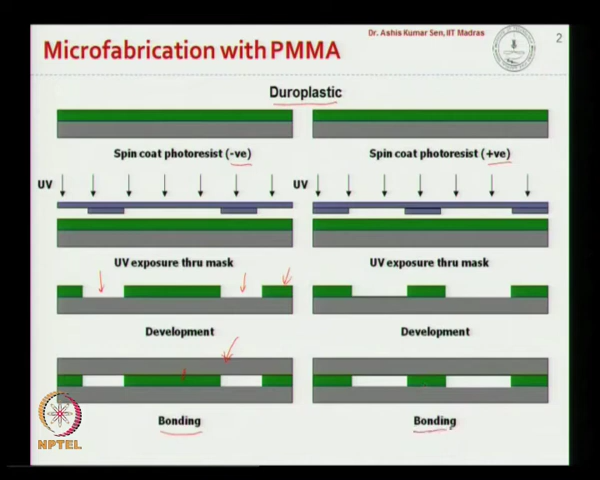 Dr. Ashis Kumar Sen, IIT Madras
2
Microfabrication with PMMA
Duroplastic
Spin coat photoresist (-ve)
Spin coat photoresist (+ve)
UV
UV
UV exposure thru mask
UV exposure thru mask
Development
Development
Bonding
Bonding
NPTEL